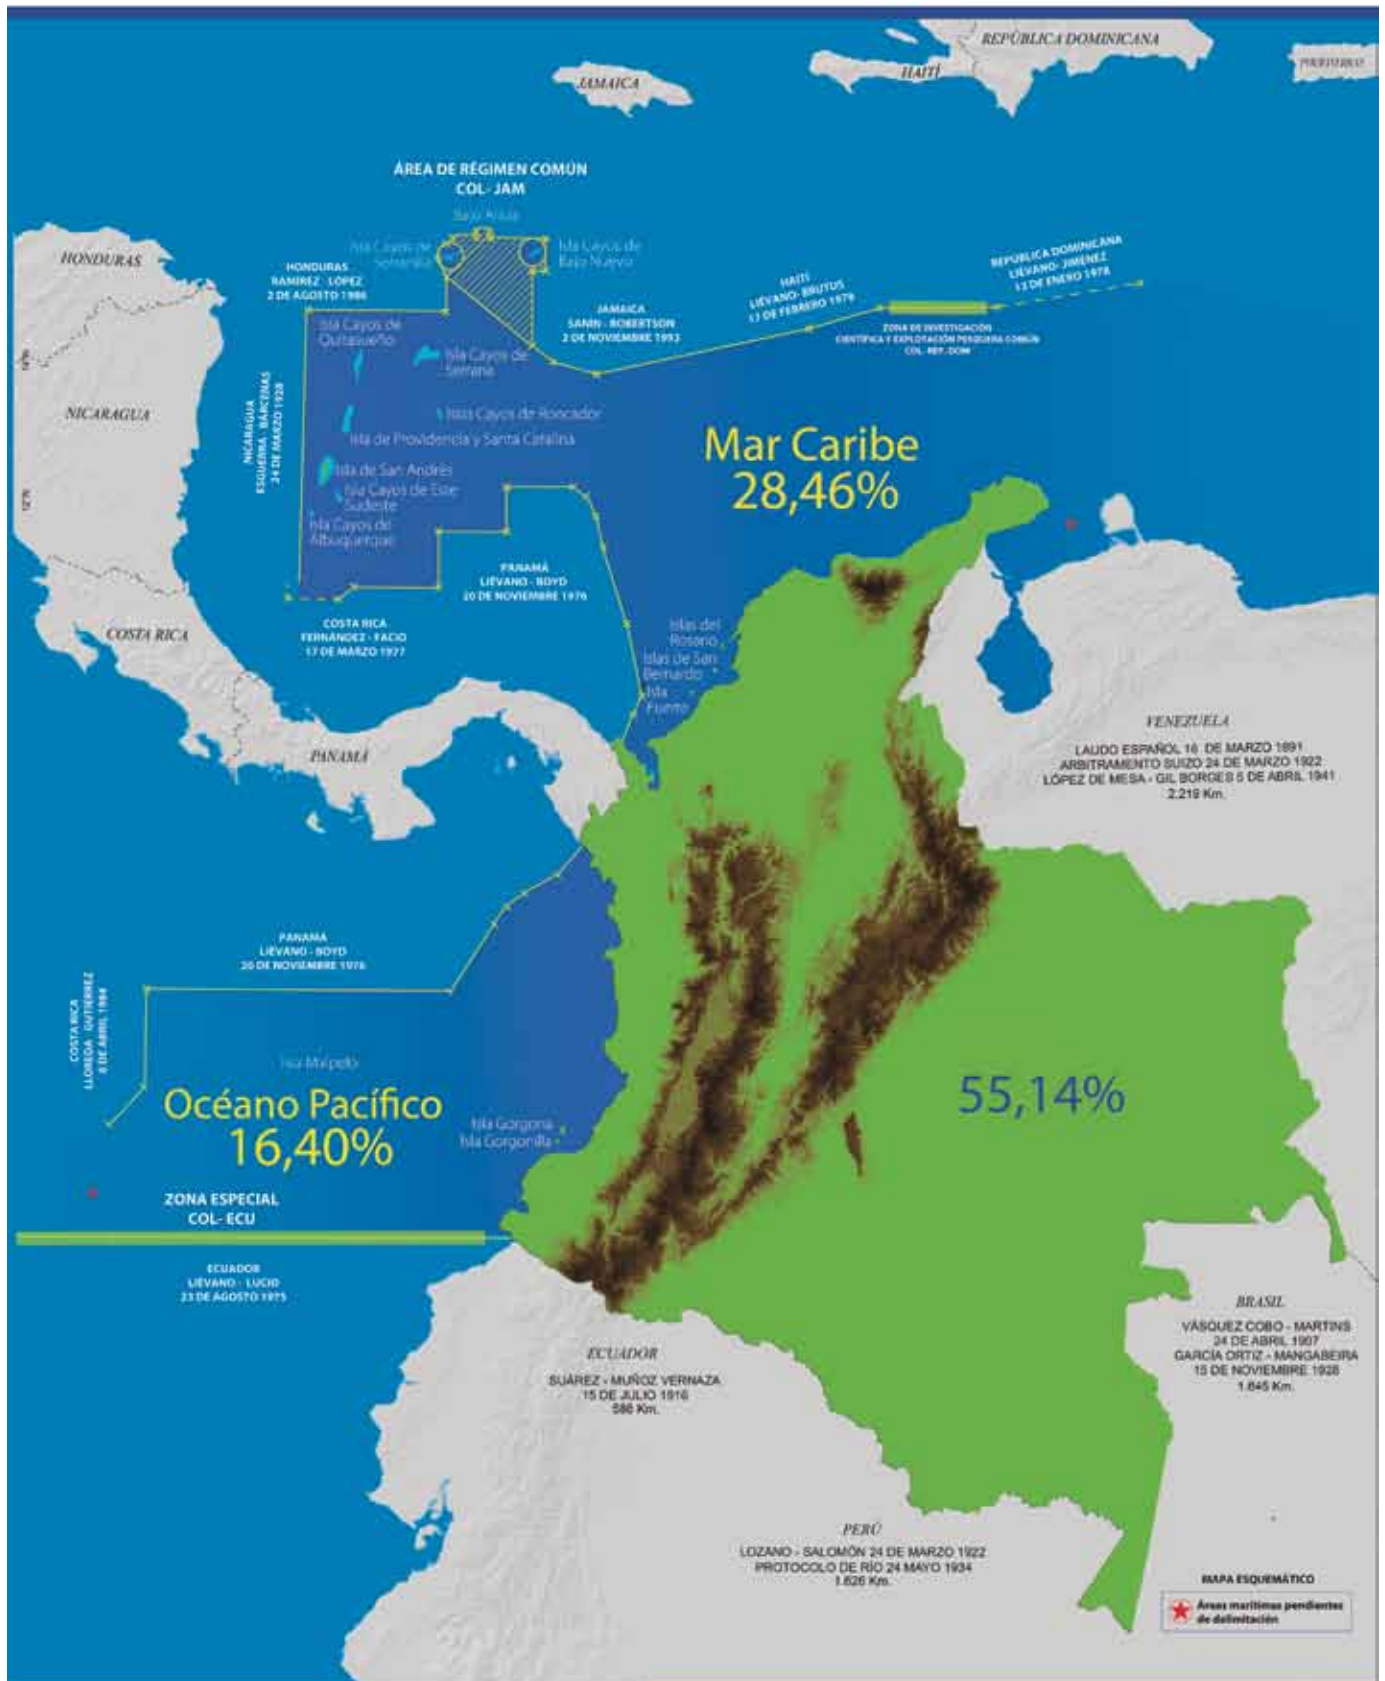 REPÚBLICA DOMINICANA
HAITÍ
PUERTO RICO
JAMAICA
ÁREA DE RÉGIMEN COMÚN
COL- JAM
Bajo Alicia
Isla Cayos de
Serranilla
Isla Cayos de
Bajo Nuevo
HONDURAS
HONDURAS
RAMÍREZ - LÓPEZ
2 DE AGOSTO 1986
JAMAICA
SANÍN - ROBERTSON
2 DE NOVIEMBRE 1993
HAITÍ
LIÉVANO- BRUTUS
17 DE FEBRERO 1978
REPÚBLICA DOMINICANA
LIÉVANO- JIMÉNEZ
13 DE ENERO 1978
ZONA DE INVESTIGACIÓN
CIENTÍFICA Y EXPLOTACIÓN PESQUERA COMÚN
COL- REP. DOM
Isla Cayos de
Quitasueño
Isla Cayos de
Serrana
NICARAGUA
NICARAGUA
ESGUERRA - BÁRCENAS
24 DE MARZO 1928
Islas Cayos de Roncador
Isla de Providencia y Santa Catalina
Isla de San Andrés
Isla Cayos de Este
Sudeste
Isla Cayos de
Albuquerque
Mar Caribe
28,46%
12°N
PANAMÁ
LIÉVANO - BOYD
20 DE NOVIEMBRE 1976
COSTA RICA
COSTA RICA
FERNÁNDEZ - FACIO
17 DE MARZO 1977
Islas del
Rosario
Islas de San
Bernardo
Isla
Fuerte
PANAMÁ
VENEZUELA
LAUDO ESPAÑOL 16 DE MARZO 1891
ARBITRAMENTO SUIZO 24 DE MARZO 1922
LÓPEZ DE MESA - GIL BORGES 5 DE ABRIL 1941
2.219 Km.
PANAMÁ
LIÉVANO - BOYD
20 DE NOVIEMBRE 1976
COSTA RICA
LLOREDA - GUTIÉRREZ
6 DE ABRIL 1984
Isla Malpelo
Océano Pacífico
16,40%
Isla Gorgona
Isla Gorgonilla
55,14%
ZONA ESPECIAL
COL- ECU
ECUADOR
LIÉVANO - LUCIO
23 DE AGOSTO 1975
ECUADOR
SUÁREZ - MUÑOZ VERNAZA
15 DE JULIO 1916
586 Km.
BRASIL
VÁSQUEZ COBO - MARTINS
24 DE ABRIL 1907
GARCÍA ORTIZ - MANGABEIRA
15 DE NOVIEMBRE 1928
1.645 Km.
PERÚ
LOZANO - SALOMÓN 24 DE MARZO 1922
PROTOCOLO DE RÍO 24 MAYO 1934
1.626 Km.
MAPA ESQUEMÁTICO
Áreas marítimas pendientes
de delimitación